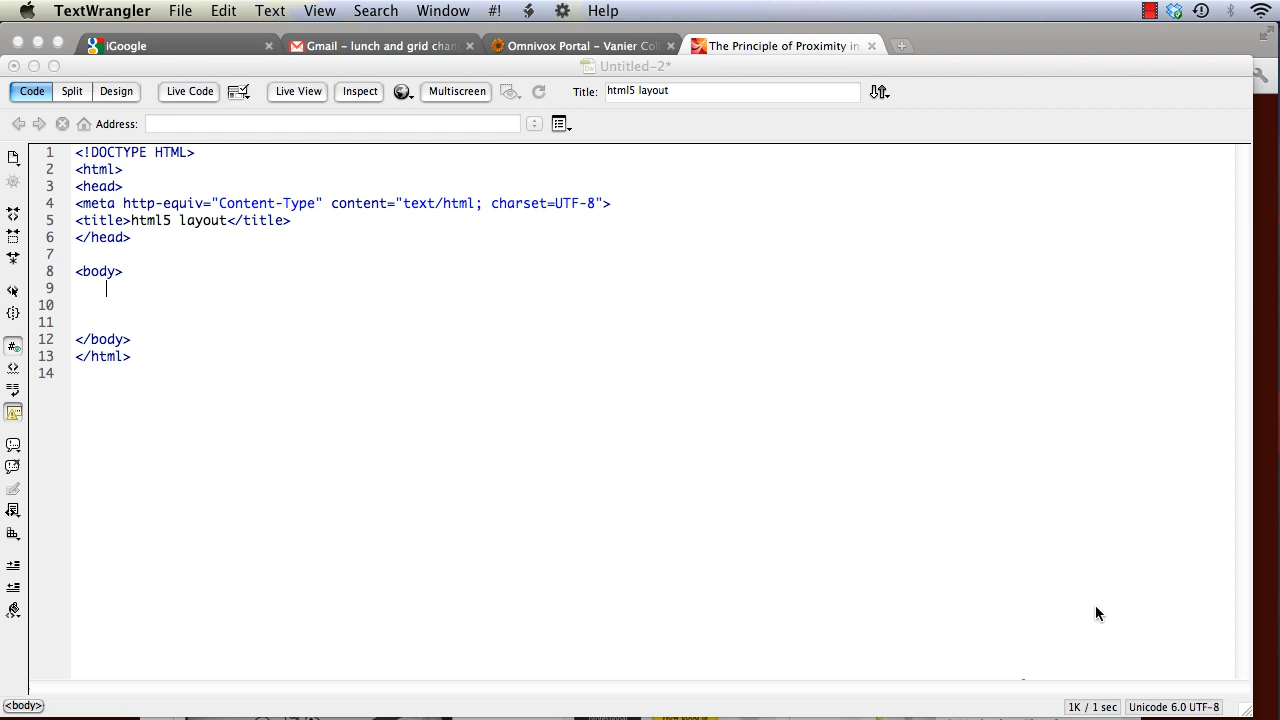 TextWrangler File Edit Text View Search Window #! Help
iGoogle Gmail – lunch and grid chan Omnivox Portal – Vanier Col The Principle of Proximity in
Untitled-2*
Code Split Design Live Code Live View Inspect Multiscreen Title: html5 layout
Address:
1 <!DOCTYPE HTML>
2 <html>
3 <head>
4 <meta http-equiv="Content-Type" content="text/html; charset=UTF-8">
5 <title>html5 layout</title>
6 </head>
7
8 <body>
9
10
11
12 </body>
13 </html>
14
<body> 1K / 1 sec Unicode 6.0 UTF-8